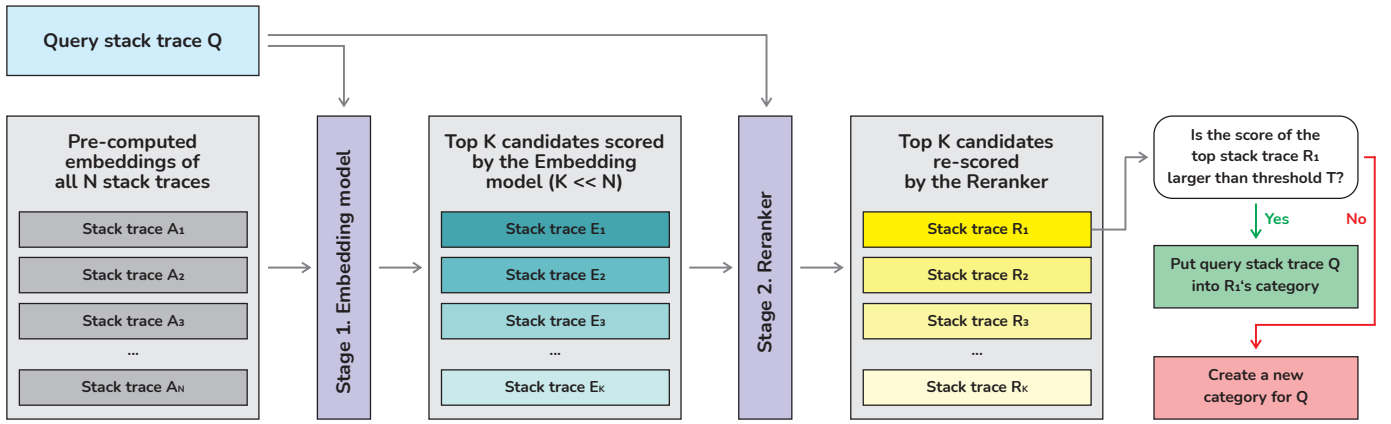 Query stack trace Q
Pre-computed
embeddings of
all N stack traces
Stack trace A₁
Stack trace A₂
Stack trace A₃
...
Stack trace Aɴ
Stage 1. Embedding model
Top K candidates scored
by the Embedding
model (K << N)
Stack trace E₁
Stack trace E₂
Stack trace E₃
...
Stack trace Eᴋ
Stage 2. Reranker
Top K candidates
re-scored
by the Reranker
Stack trace R₁
Stack trace R₂
Stack trace R₃
...
Stack trace Rᴋ
Is the score of the
top stack trace R₁
larger than threshold T?
Yes
No
Put query stack trace Q
into R₁‘s category
Create a new
category for Q